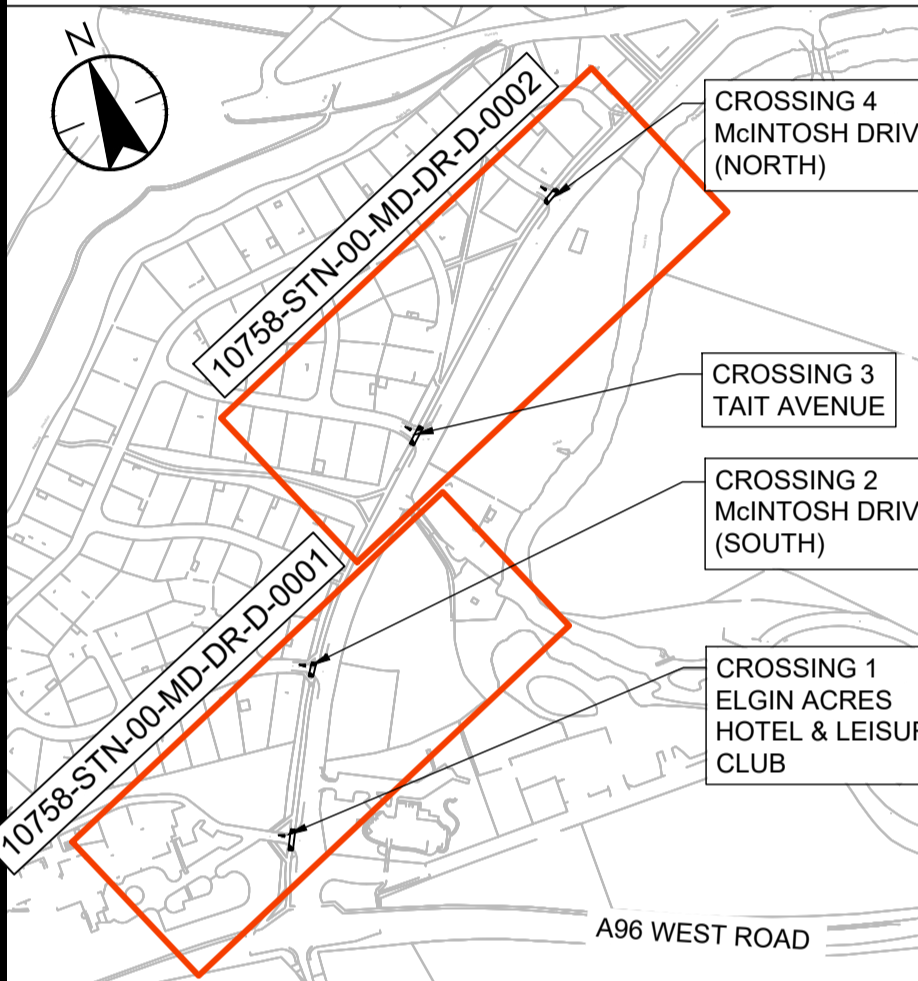 N
10758-STN-00-MD-DR-D-0002
CROSSING 4
McINTOSH DRIV
(NORTH)
CROSSING 3
TAIT AVENUE
CROSSING 2
McINTOSH DRIV
(SOUTH)
10758-STN-00-MD-DR-D-0001
CROSSING 1
ELGIN ACRES
HOTEL & LEISUR
CLUB
A96 WEST ROAD